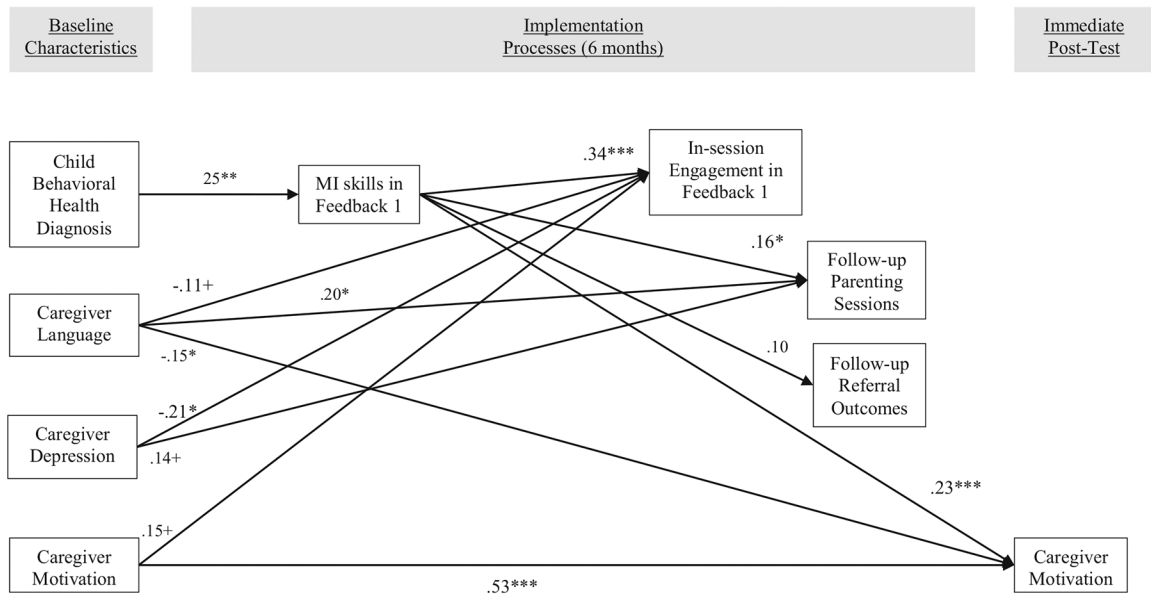 Baseline
Characteristics
Implementation
Processes (6 months)
Immediate
Post-Test
Child
Behavioral
Health
Diagnosis
25**
MI skills in
Feedback 1
.34***
In-session
Engagement in
Feedback 1
.16*
Follow-up
Parenting
Sessions
-.11+
.20*
Caregiver
Language
-.15*
.10
Follow-up
Referral
Outcomes
-.21*
Caregiver
Depression
.14+
.23***
.15+
Caregiver
Motivation
.53***
Caregiver
Motivation